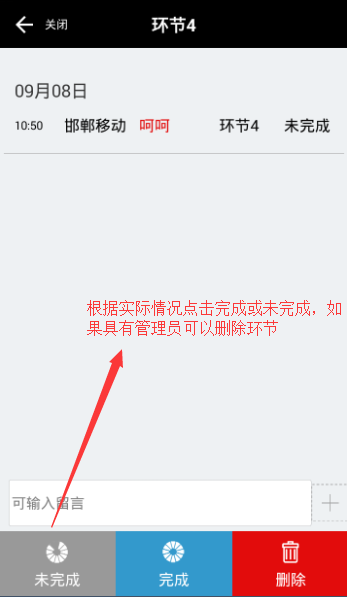 关闭 环节4
09月08日
10:50 邯郸移动 呵呵 环节4 未完成
根据实际情况点击完成或未完成，如
果具有管理员可以删除环节
可输入留言
未完成 完成 删除